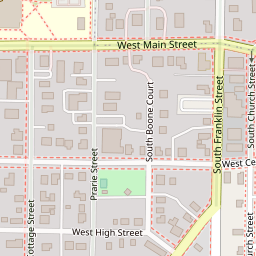 West Main Street
South Boone Court
South Franklin Street
South Church Street
Prarie Street
West Ce
West High Street
ottage Street
urch Street